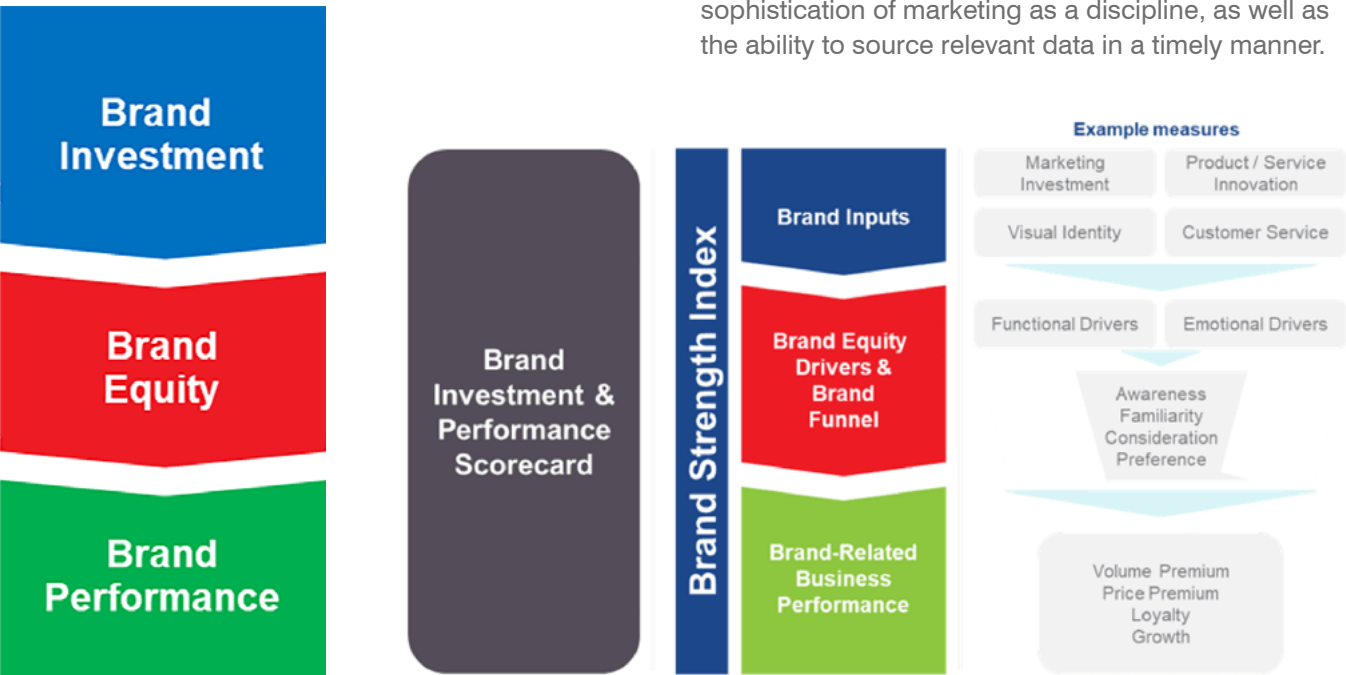 sophistication of marketing as a discipline, as well as
the ability to source relevant data in a timely manner.
Brand
Investment
Brand
Equity
Brand
Performance
Brand
Investment &
Performance
Scorecard
Brand Strength Index
Brand Inputs
Brand Equity
Drivers &
Brand
Funnel
Brand-Related
Business
Performance
Example measures
Marketing
Investment
Product / Service
Innovation
Visual Identity
Customer Service
Functional Drivers
Emotional Drivers
Awareness
Familiarity
Consideration
Preference
Volume Premium
Price Premium
Loyalty
Growth